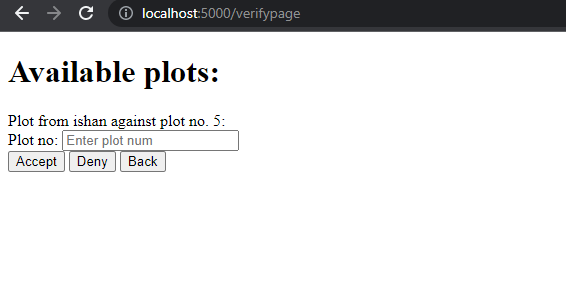 localhost:5000/verifypage
Available plots:
Plot from ishan against plot no. 5:
Plot no: Enter plot num
Accept Deny Back